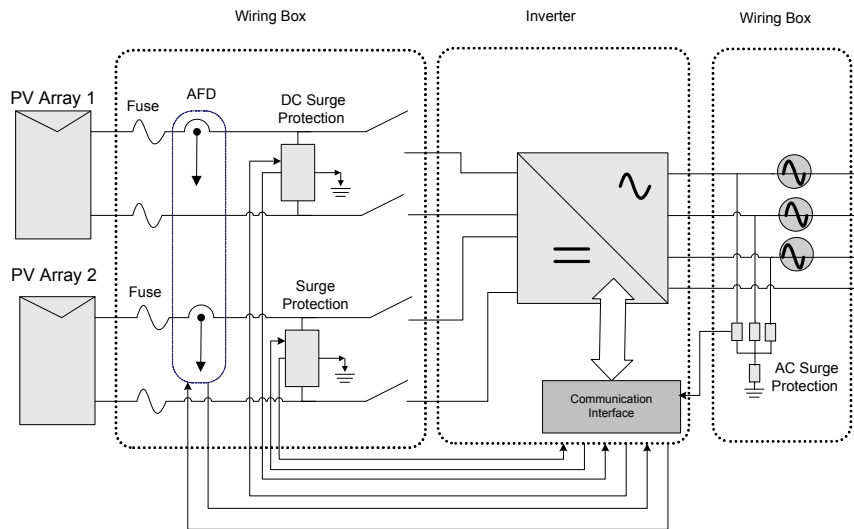 Wiring Box
Inverter
Wiring Box
PV Array 1
Fuse
AFD
DC Surge
Protection
PV Array 2
Fuse
Surge
Protection
Communication
Interface
AC Surge
Protection